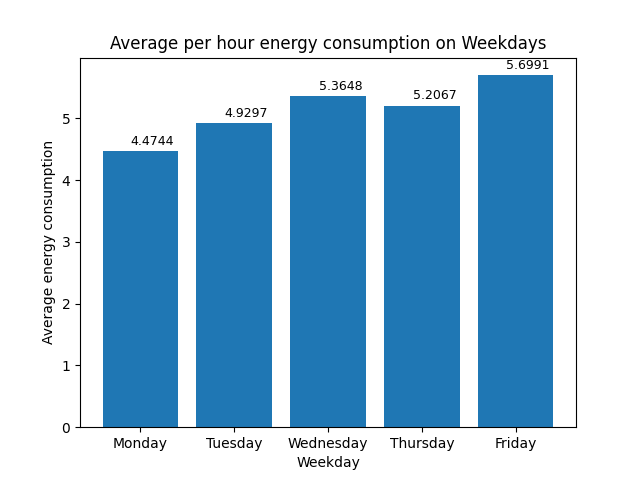 Average per hour energy consumption on Weekdays
Average energy consumption
5
4
3
2
1
0
4.4744
4.9297
5.3648
5.2067
5.6991
Monday Tuesday Wednesday Thursday Friday
Weekday